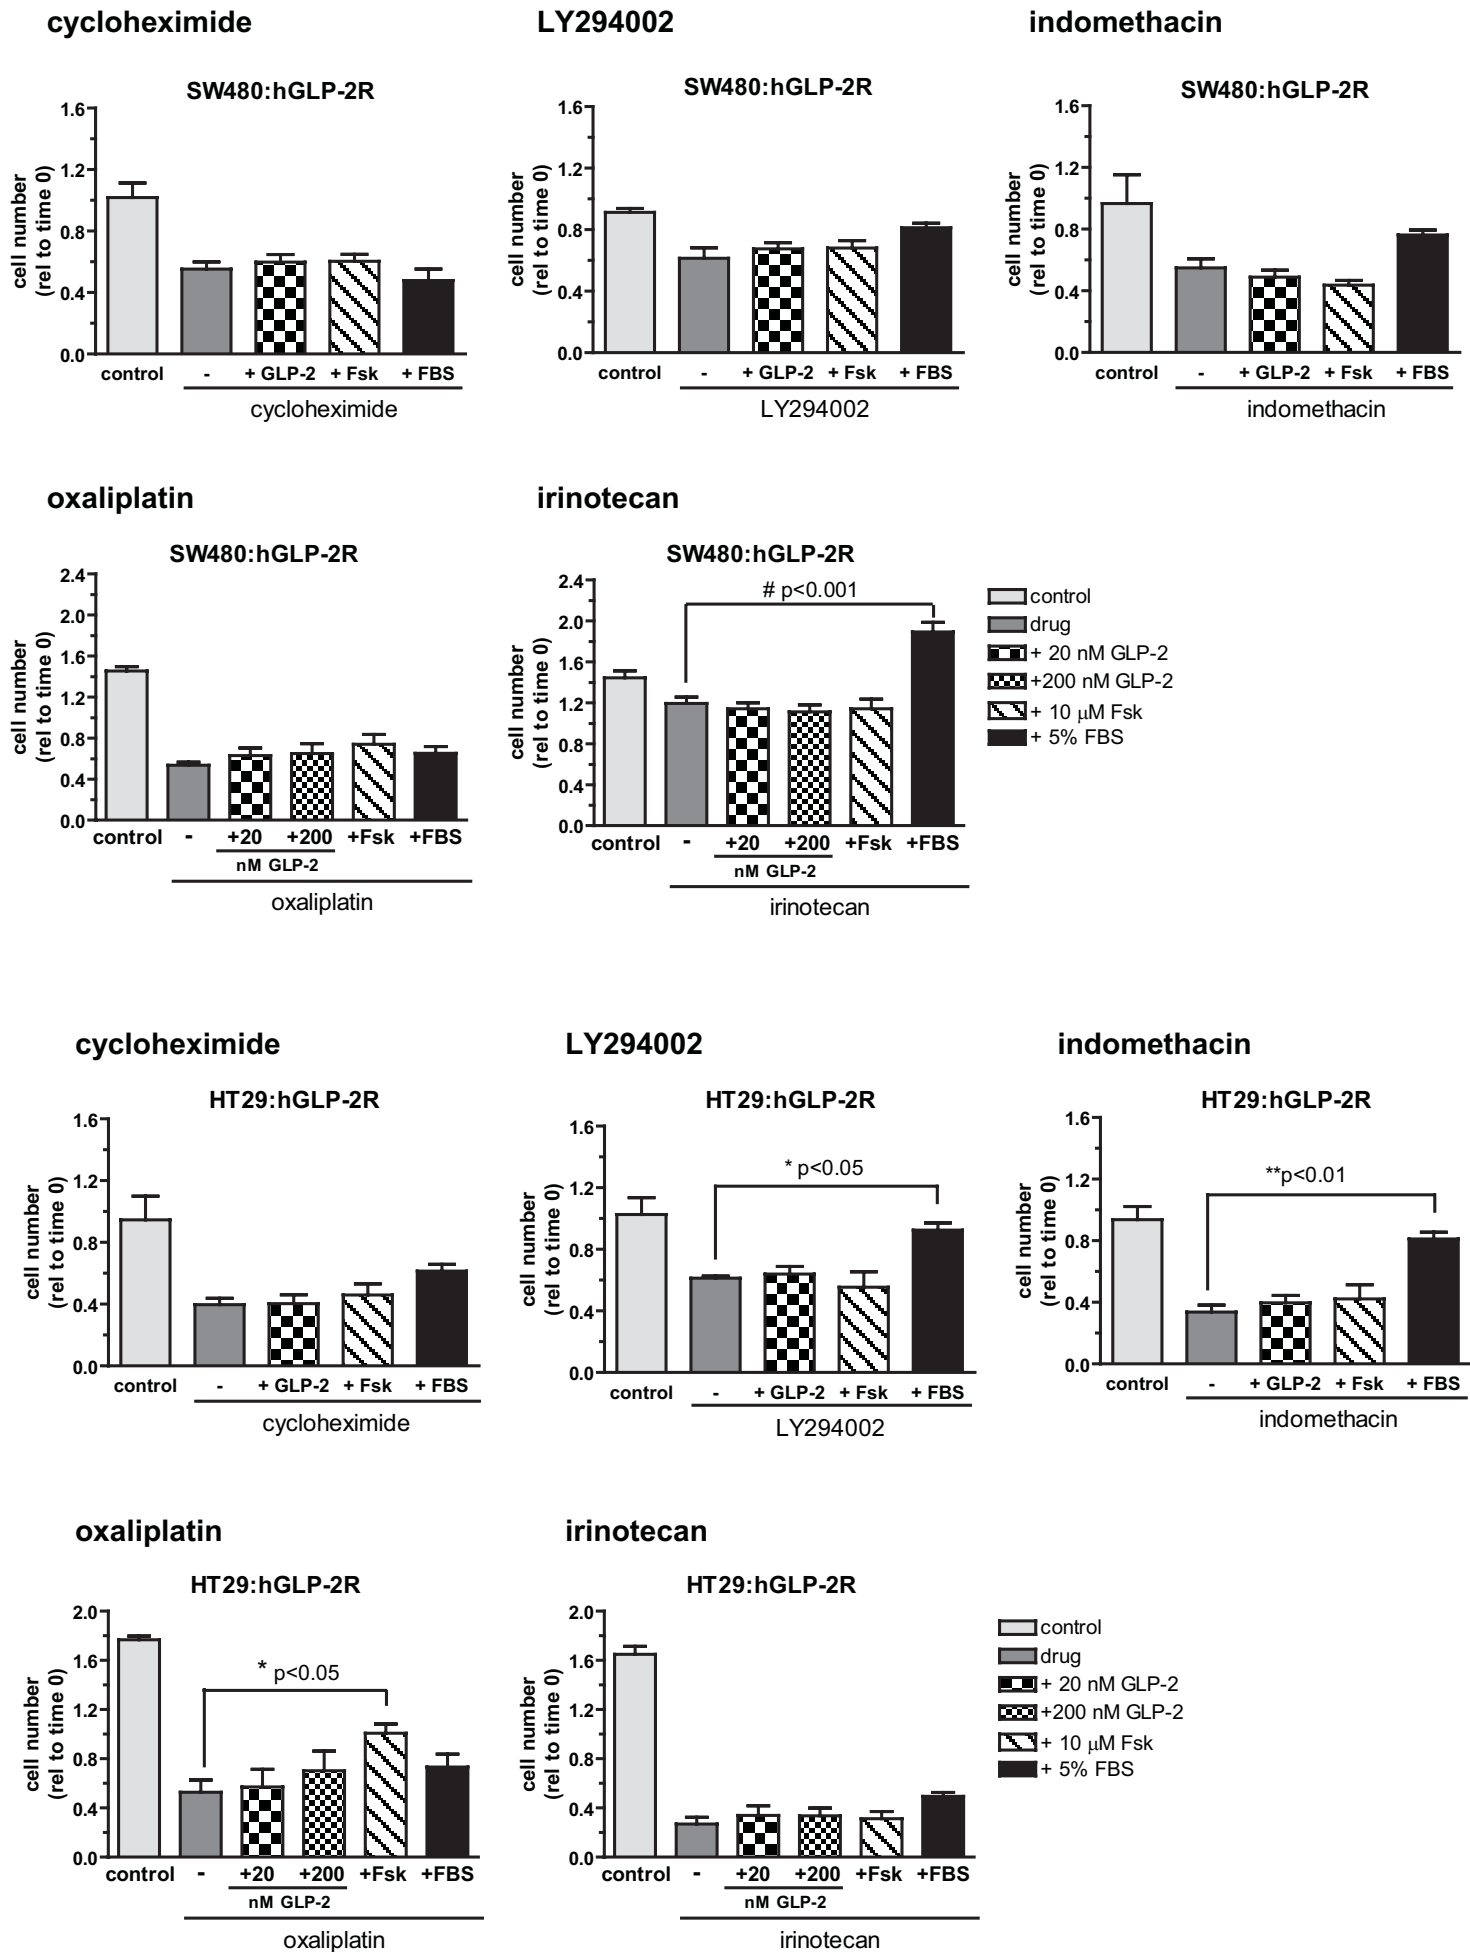 cycloheximide
LY294002
indomethacin
SW480:hGLP-2R
SW480:hGLP-2R
SW480:hGLP-2R
cell number
(rel to time 0)
1.6
1.2
0.8
0.4
0.0
control - + GLP-2 + Fsk + FBS
cycloheximide
cell number
(rel to time 0)
1.6
1.2
0.8
0.4
0.0
control - + GLP-2 + Fsk + FBS
LY294002
cell number
(rel to time 0)
1.6
1.2
0.8
0.4
0.0
control - + GLP-2 + Fsk + FBS
indomethacin
oxaliplatin
irinotecan
SW480:hGLP-2R
cell number
(rel to time 0)
2.4
2.0
1.6
1.2
0.8
0.4
0.0
control - +20 +200 +Fsk +FBS
nM GLP-2
oxaliplatin
SW480:hGLP-2R
# p<0.001
cell number
(rel to time 0)
2.4
2.0
1.6
1.2
0.8
0.4
0.0
control - +20 +200 +Fsk +FBS
nM GLP-2
irinotecan
control
drug
+ 20 nM GLP-2
+200 nM GLP-2
+ 10 μM Fsk
+ 5% FBS
cycloheximide
LY294002
indomethacin
HT29:hGLP-2R
cell number
(rel to time 0)
1.6
1.2
0.8
0.4
0.0
control - + GLP-2 + Fsk + FBS
cycloheximide
HT29:hGLP-2R
* p<0.05
cell number
(rel to time 0)
1.6
1.2
0.8
0.4
0.0
control - + GLP-2 + Fsk + FBS
LY294002
HT29:hGLP-2R
**p<0.01
cell number
(rel to time 0)
1.6
1.2
0.8
0.4
0.0
control - + GLP-2 + Fsk + FBS
indomethacin
oxaliplatin
irinotecan
HT29:hGLP-2R
* p<0.05
cell number
(rel to time 0)
2.0
1.6
1.2
0.8
0.4
0.0
control - +20 +200 +Fsk +FBS
nM GLP-2
oxaliplatin
HT29:hGLP-2R
cell number
(rel to time 0)
2.0
1.6
1.2
0.8
0.4
0.0
control - +20 +200 +Fsk +FBS
nM GLP-2
irinotecan
control
drug
+ 20 nM GLP-2
+200 nM GLP-2
+ 10 μM Fsk
+ 5% FBS